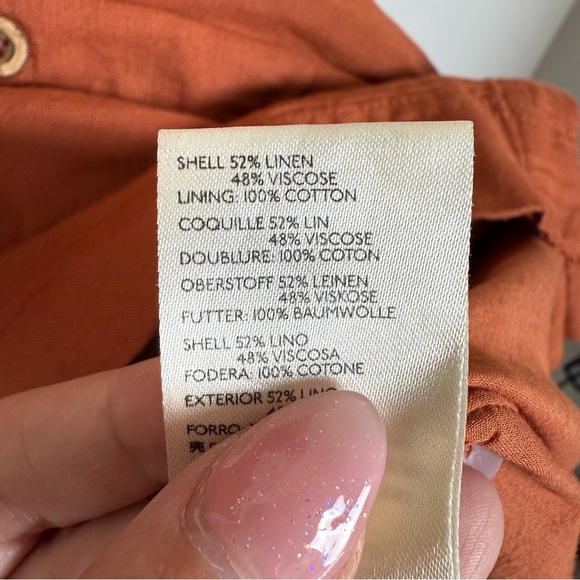 SHELL 52% LINEN
48% VISCOSE
LINING: 100% COTTON
COQUILLE 52% LIN
48% VISCOSE
DOUBLURE: 100% COTON
OBERSTOFF 52% LEINEN
48% VISKOSE
FUTTER: 100% BAUMWOLLE
SHELL 52% LINO
48% VISCOSA
FODERA: 100% COTONE
EXTERIOR 52% LINO
FORRO: